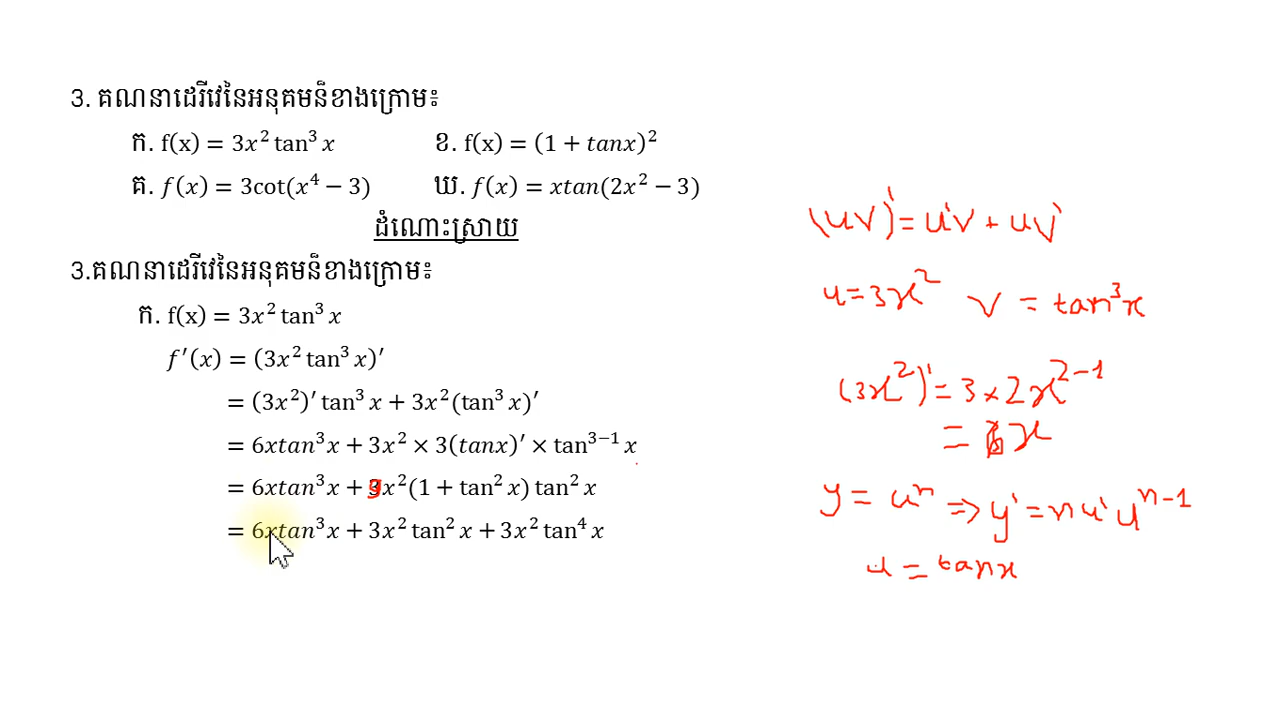 3. គណនាដេរីវេនៃអនុគមន៍ខាងក្រោម៖
ក. f(x) = 3x² tan³ x ខ. f(x) = (1 + tanx)²
គ. f(x) = 3cot(x⁴ − 3) ឃ. f(x) = xtan(2x² − 3)
ដំណោះស្រាយ
3.គណនាដេរីវេនៃអនុគមន៍ខាងក្រោម៖
ក. f(x) = 3x² tan³ x
f′(x) = (3x² tan³ x)′
= (3x²)′ tan³ x + 3x²(tan³ x)′
= 6xtan³x + 3x² × 3(tanx)′ × tan³⁻¹ x
= 6xtan³x + 9x²(1 + tan² x) tan² x
= 6xtan³x + 3x² tan² x + 3x² tan⁴ x
(uv)' = u'v + uv'
u = 3x² v = tan³x
(3x²)' = 3 × 2x²⁻¹
= 6x
y = uⁿ ⇒ y' = n u' uⁿ⁻¹
u = tanx